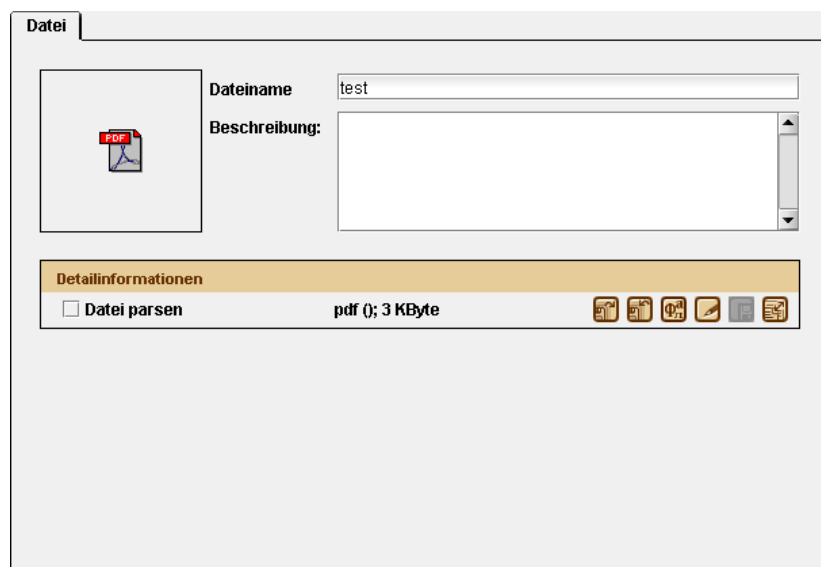 Datei
PDF
Dateiname test
Beschreibung:
Detailinformationen
Datei parsen pdf (); 3 KByte